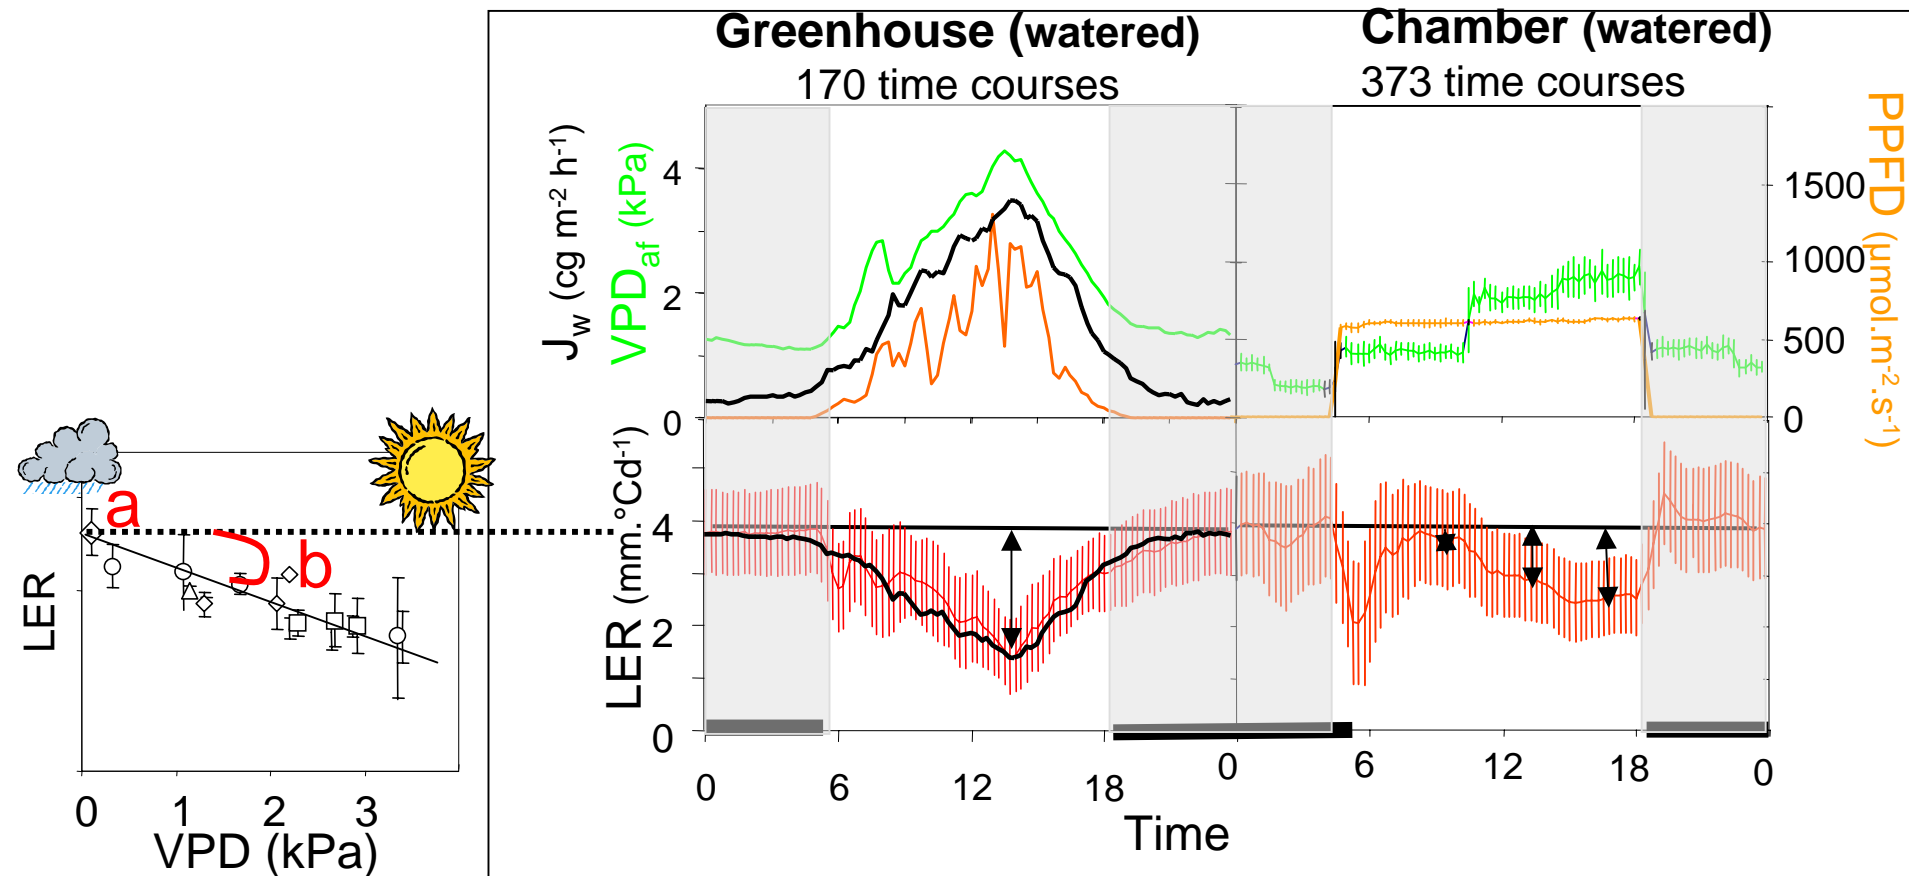 Greenhouse (watered)
170 time courses
Chamber (watered)
373 time courses
J_w (cg m^-2 h^-1)
VPD_af (kPa)
4
2
0
1500
1000
500
0
PPFD (µmol.m^-2.s^-1)
LER (mm.°Cd^-1)
4
2
0
0
6
12
18
0
6
12
18
0
Time
a
b
LER
0
1
2
3
VPD (kPa)